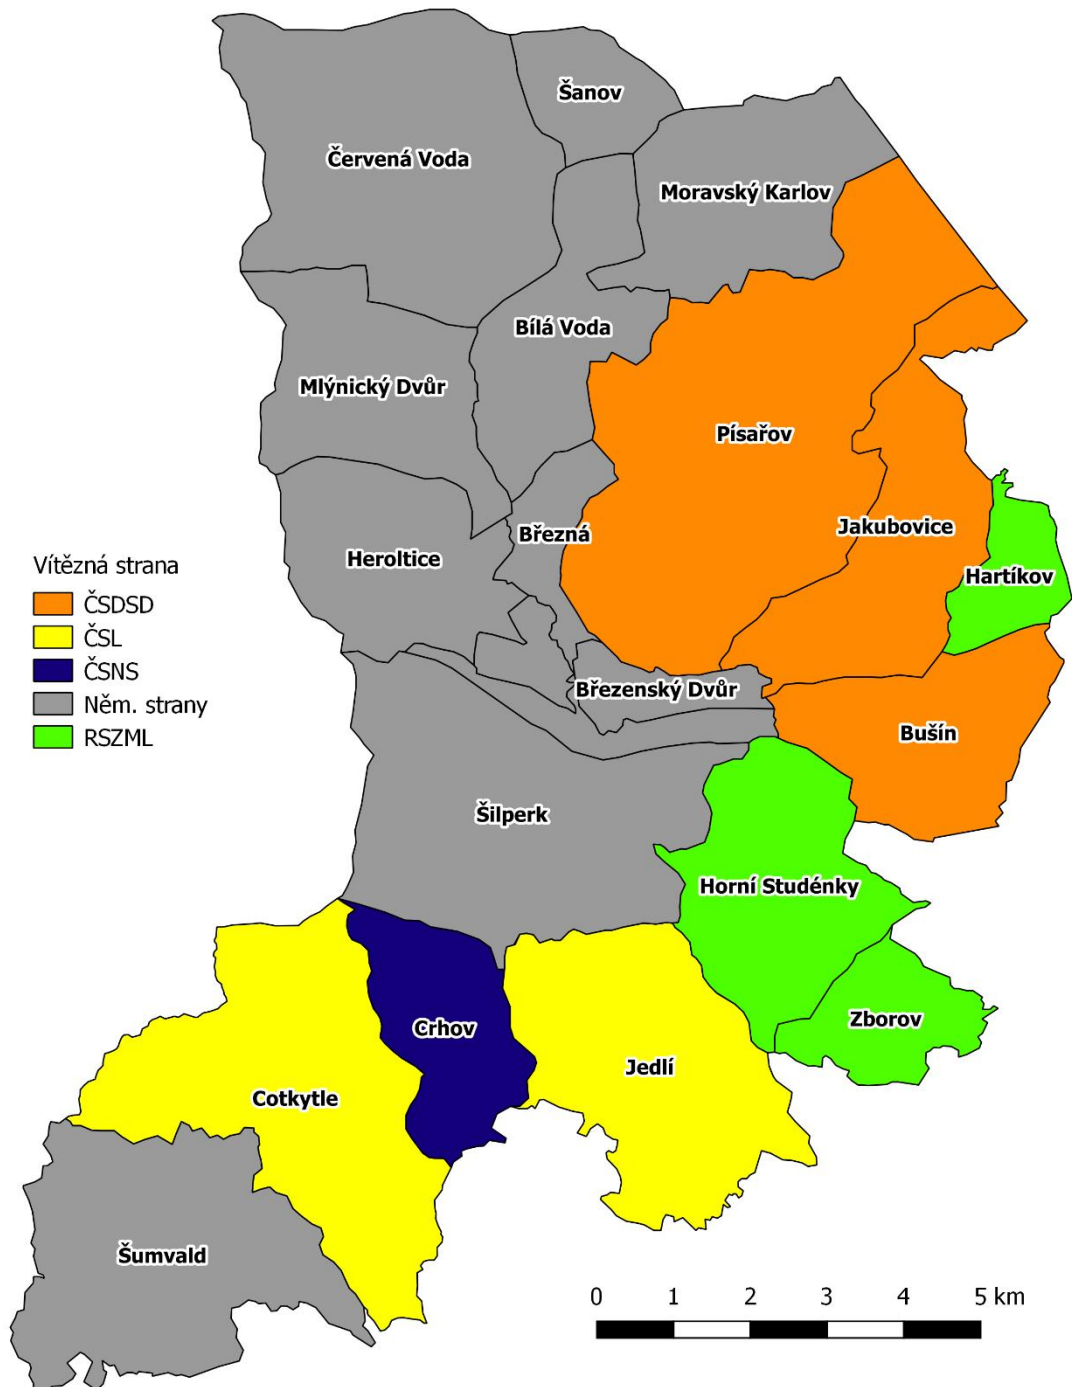 Šanov
Červená Voda
Moravský Karlov
Bílá Voda
Mlýnický Dvůr
Písařov
Jakubovice
Březná
Heroltice
Hartíkov
Březenský Dvůr
Bušín
Šilperk
Horní Studénky
Zborov
Crhov
Jedlí
Cotkytle
Šumvald
Vítězná strana
ČSDSD
ČSL
ČSNS
Něm. strany
RSZML
0 1 2 3 4 5 km